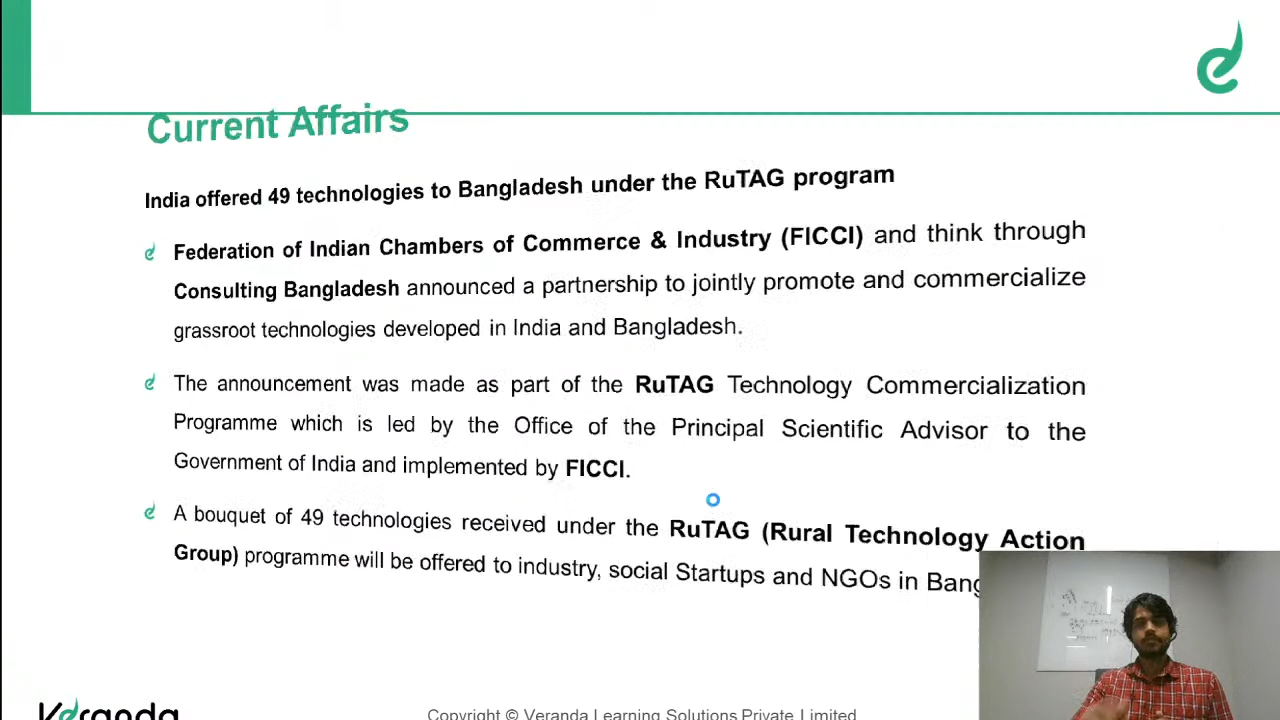 Current Affairs
India offered 49 technologies to Bangladesh under the RuTAG program
Federation of Indian Chambers of Commerce & Industry (FICCI) and think through
Consulting Bangladesh announced a partnership to jointly promote and commercialize
grassroot technologies developed in India and Bangladesh.
The announcement was made as part of the RuTAG Technology Commercialization
Programme which is led by the Office of the Principal Scientific Advisor to the
Government of India and implemented by FICCI.
A bouquet of 49 technologies received under the RuTAG (Rural Technology Action
Group) programme will be offered to industry, social Startups and NGOs in
Veranda
Copyright © Veranda Learning Solutions Private Limited